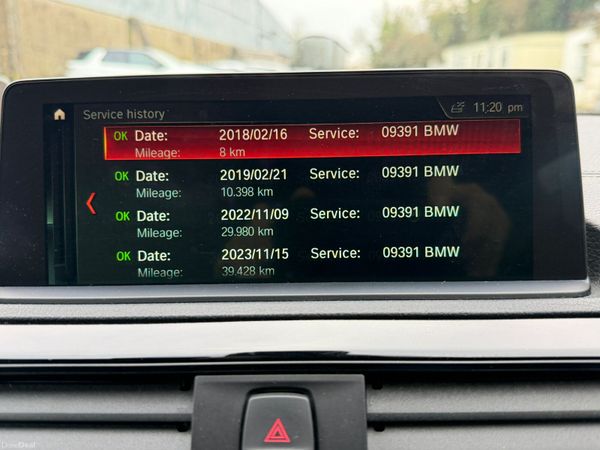 Service history
11:20 pm
OK Date: 2018/02/16 Service: 09391 BMW
Mileage: 8 km
OK Date: 2019/02/21 Service: 09391 BMW
Mileage: 10.398 km
OK Date: 2022/11/09 Service: 09391 BMW
Mileage: 29.980 km
OK Date: 2023/11/15 Service: 09391 BMW
Mileage: 39.428 km
DoneDeal